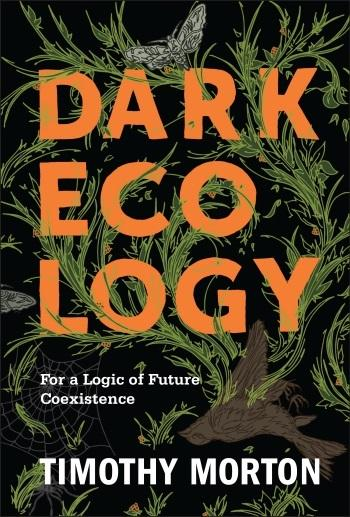 DARK
ECO
LOGY
For a Logic of Future
Coexistence
TIMOTHY MORTON